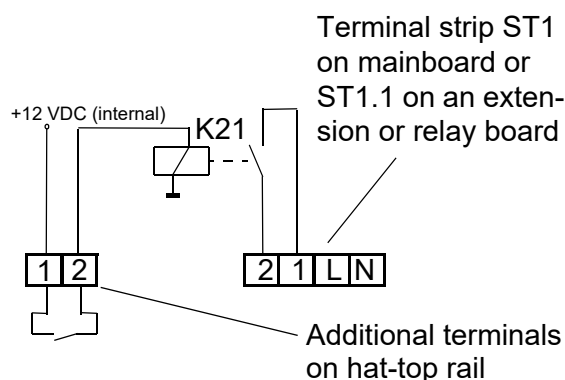 Terminal strip ST1
on mainboard or
ST1.1 on an exten-
sion or relay board
+12 VDC (internal)
K21
1 2
2 1 L N
Additional terminals
on hat-top rail